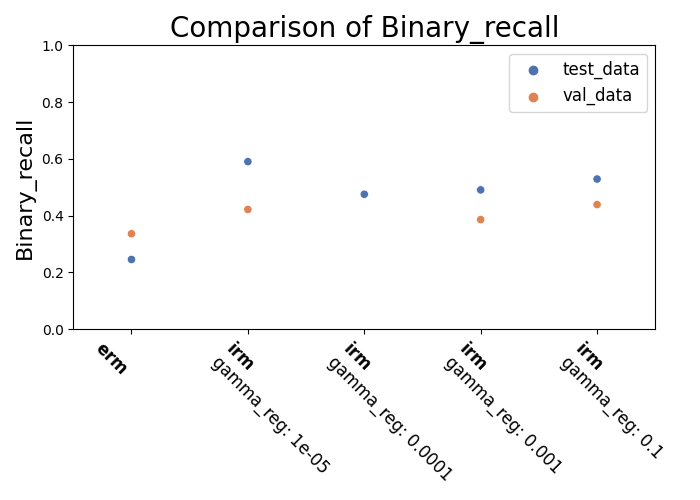 Comparison of Binary_recall
Binary_recall
1.0
0.8
0.6
0.4
0.2
0.0
test_data
val_data
erm
irm
gamma_reg: 1e-05
irm
gamma_reg: 0.0001
irm
gamma_reg: 0.001
irm
gamma_reg: 0.1